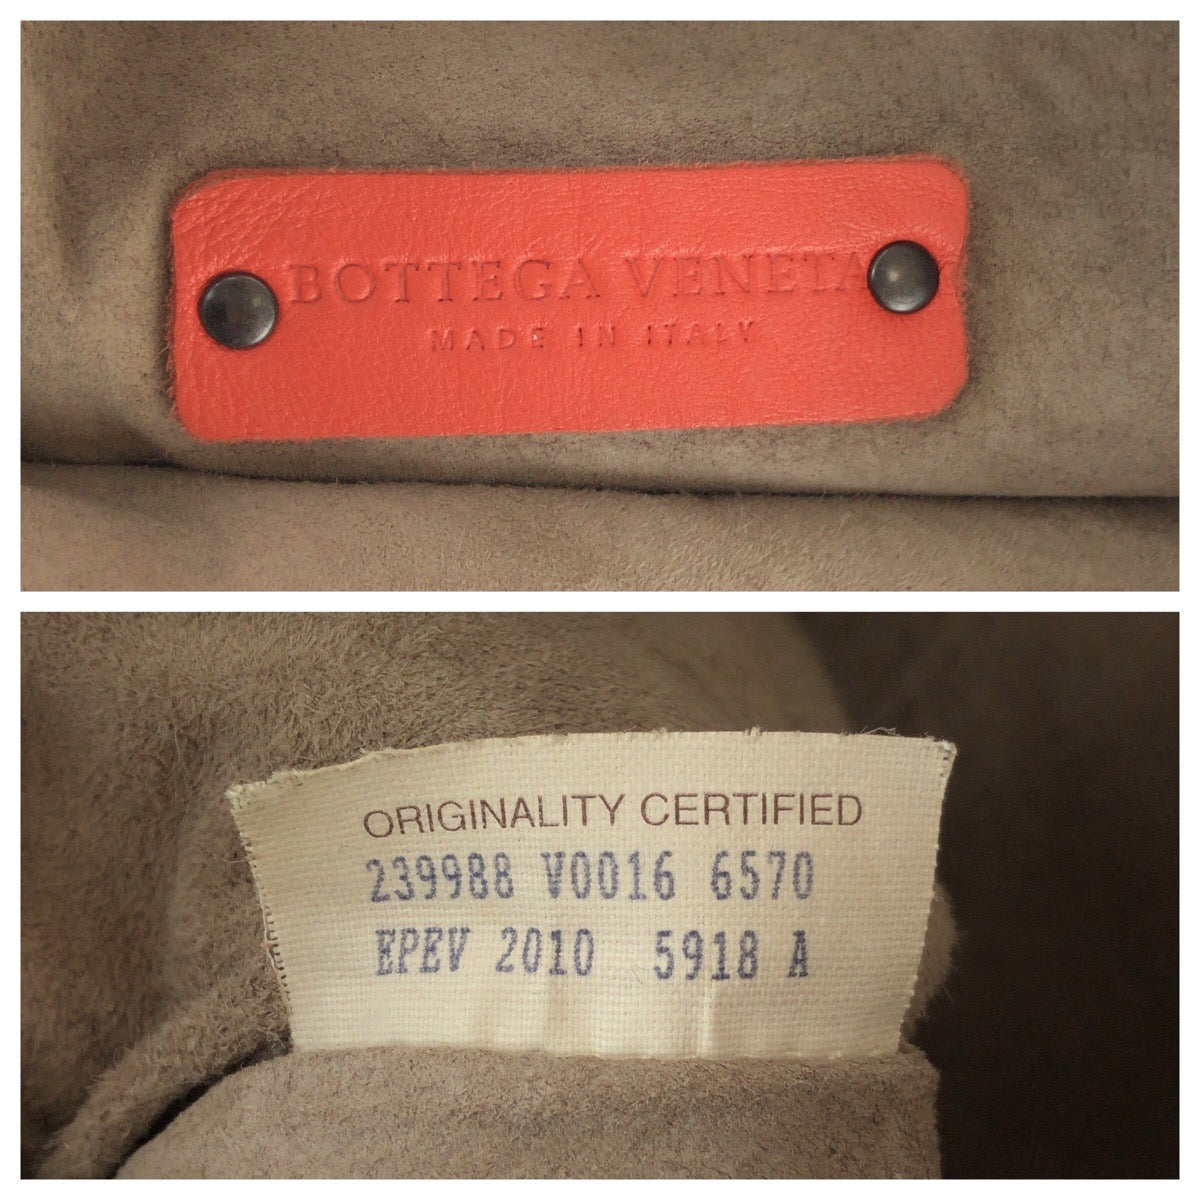 BOTTEGA VENETA
MADE IN ITALY
ORIGINALITY CERTIFIED
239988 V0016 6570
EPEV 2010 5918 A